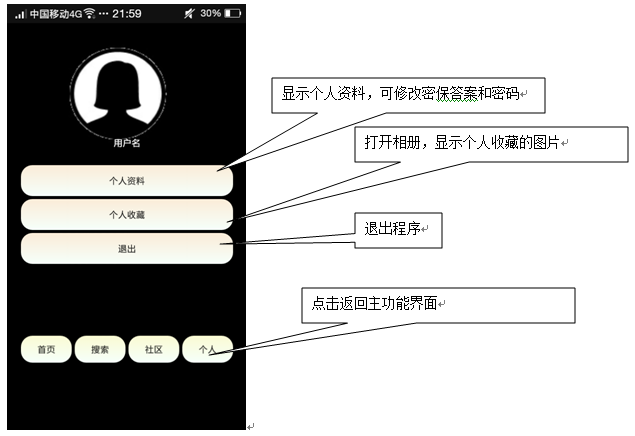 中国移动4G ··· 21:59 30%
用户名
显示个人资料，可修改密保答案和密码
个人资料
打开相册，显示个人收藏的图片
个人收藏
退出程序
退出
点击返回主功能界面
首页 搜索 社区 个人